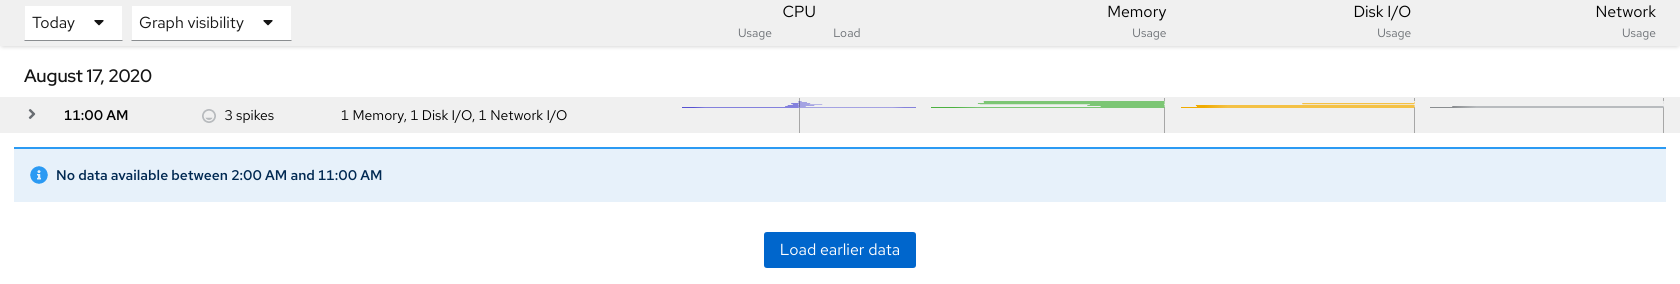 Today Graph visibility CPU Memory Disk I/O Network
Usage Load Usage Usage Usage
August 17, 2020
11:00 AM 3 spikes 1 Memory, 1 Disk I/O, 1 Network I/O
No data available between 2:00 AM and 11:00 AM
Load earlier data